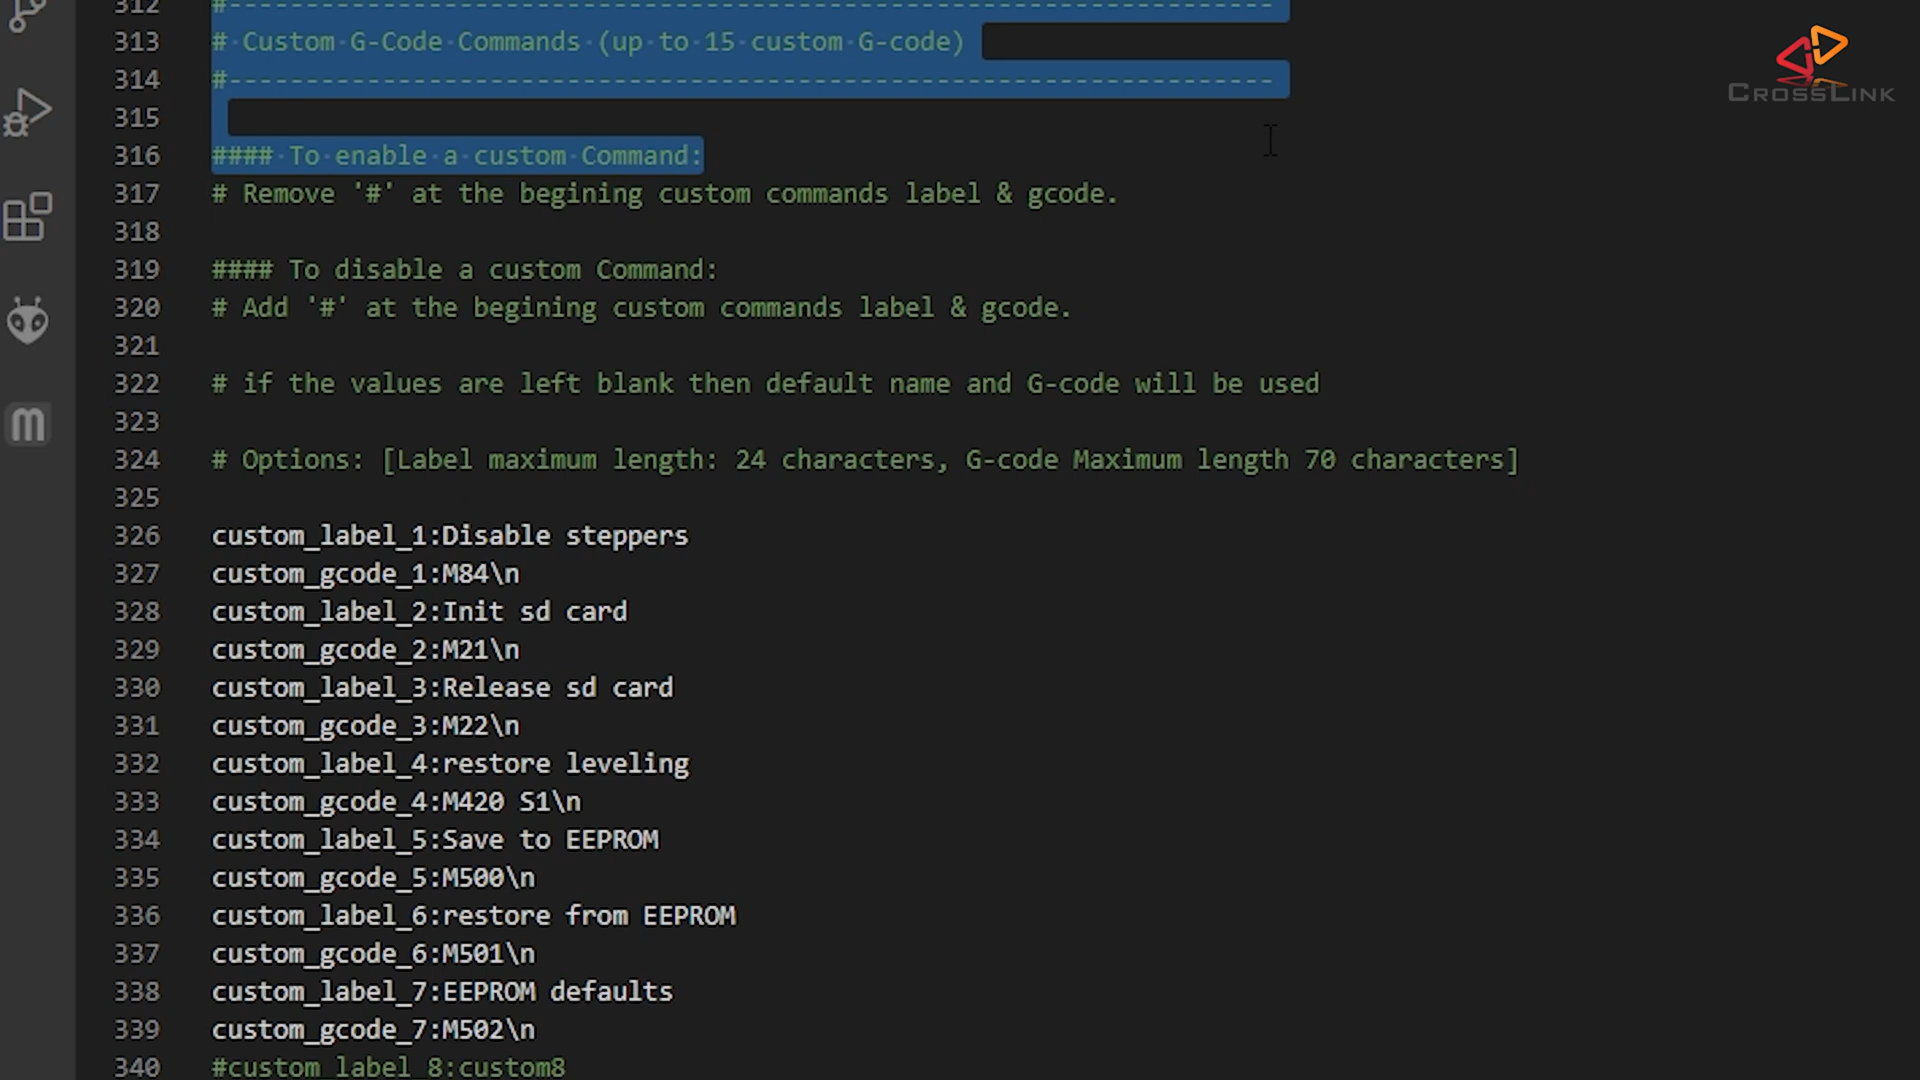 312 #--------------------------------------------------------------------
313 # Custom G-Code Commands (up to 15 custom G-code)
314 #--------------------------------------------------------------------
315
316 #### To enable a custom Command:
317 # Remove '#' at the begining custom commands label & gcode.
318
319 #### To disable a custom Command:
320 # Add '#' at the begining custom commands label & gcode.
321
322 # if the values are left blank then default name and G-code will be used
323
324 # Options: [Label maximum length: 24 characters, G-code Maximum length 70 characters]
325
326 custom_label_1:Disable steppers
327 custom_gcode_1:M84\n
328 custom_label_2:Init sd card
329 custom_gcode_2:M21\n
330 custom_label_3:Release sd card
331 custom_gcode_3:M22\n
332 custom_label_4:restore leveling
333 custom_gcode_4:M420 S1\n
334 custom_label_5:Save to EEPROM
335 custom_gcode_5:M500\n
336 custom_label_6:restore from EEPROM
337 custom_gcode_6:M501\n
338 custom_label_7:EEPROM defaults
339 custom_gcode_7:M502\n
340 #custom_label_8:custom8
CROSSLINK